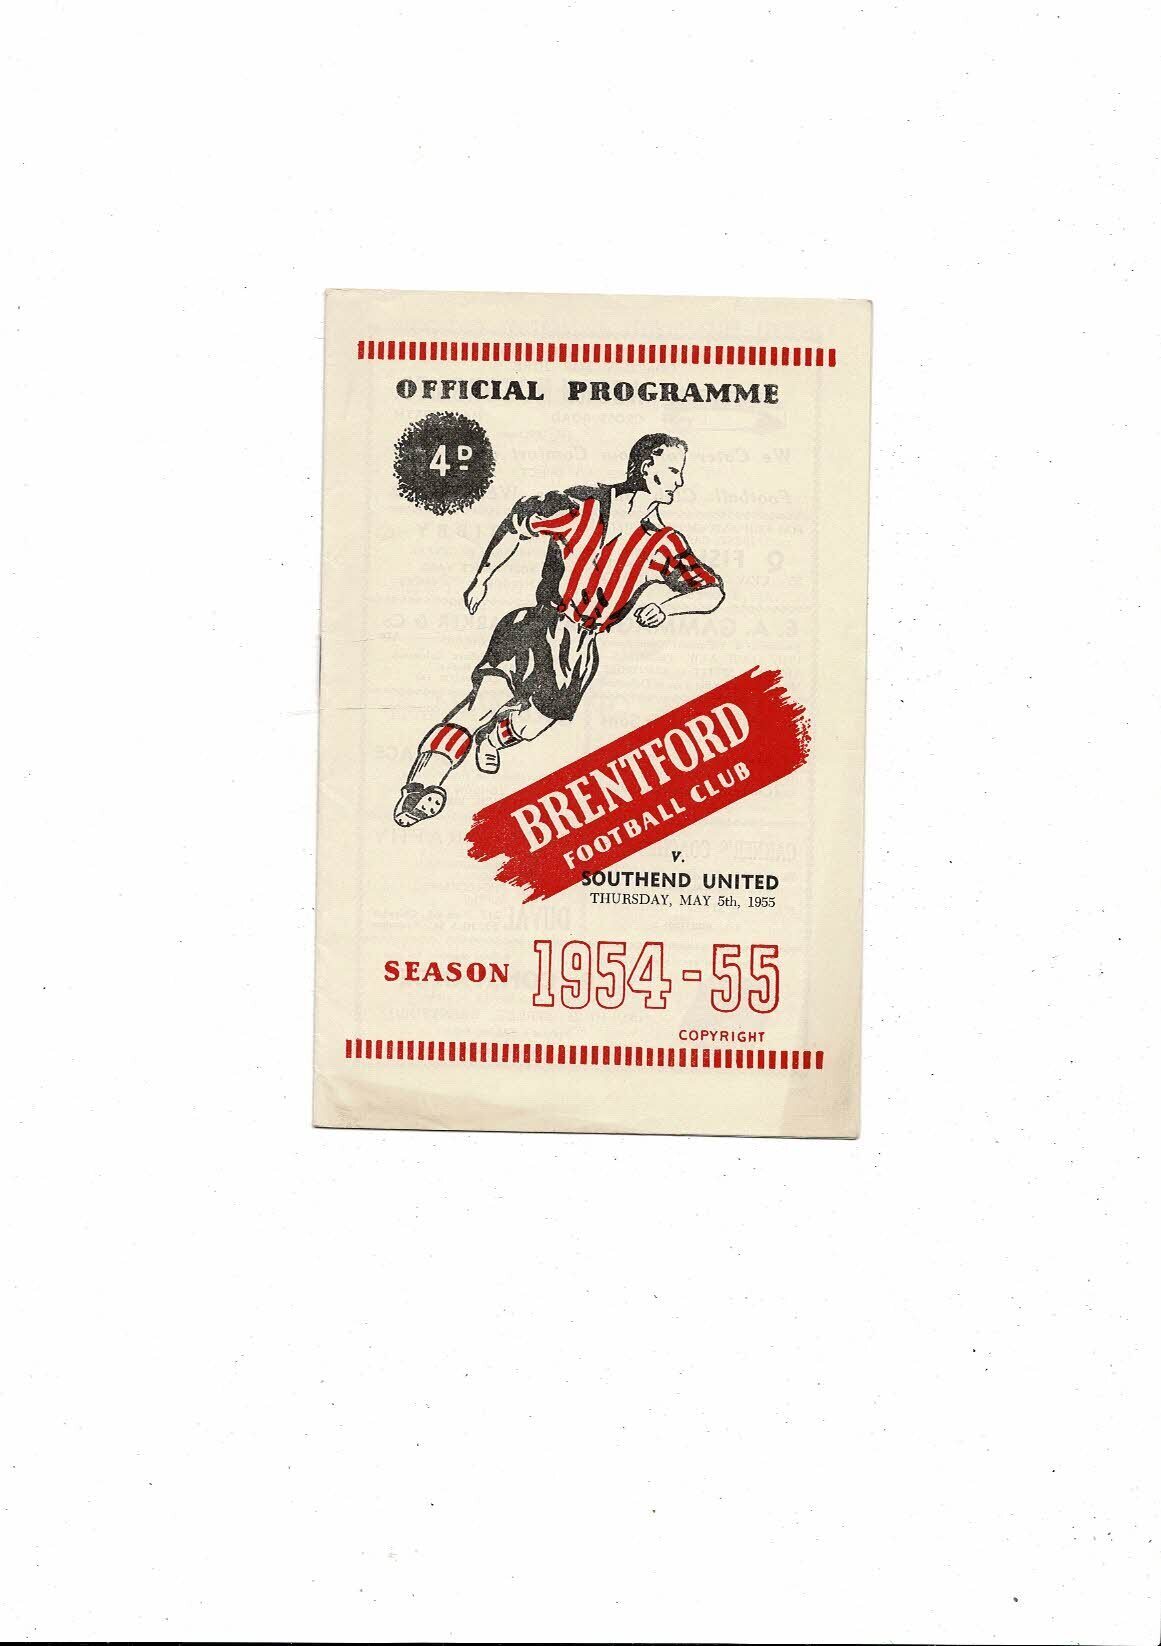 OFFICIAL PROGRAMME
4D
BRENTFORD
FOOTBALL CLUB
v.
SOUTHEND UNITED
THURSDAY, MAY 5th, 1955
SEASON 1954-55
COPYRIGHT